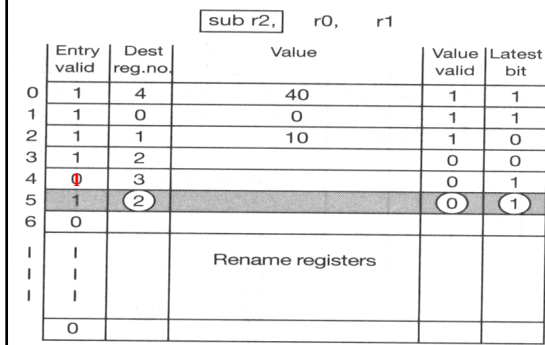 sub r2, r0, r1
Entry valid Dest reg.no. Value Value valid Latest bit
0 1 4 40 1 1
1 1 0 0 1 1
2 1 1 10 1 0
3 1 2 0 0
4 1 3 0 1
5 1 2 0 1
6 0
Rename registers
0